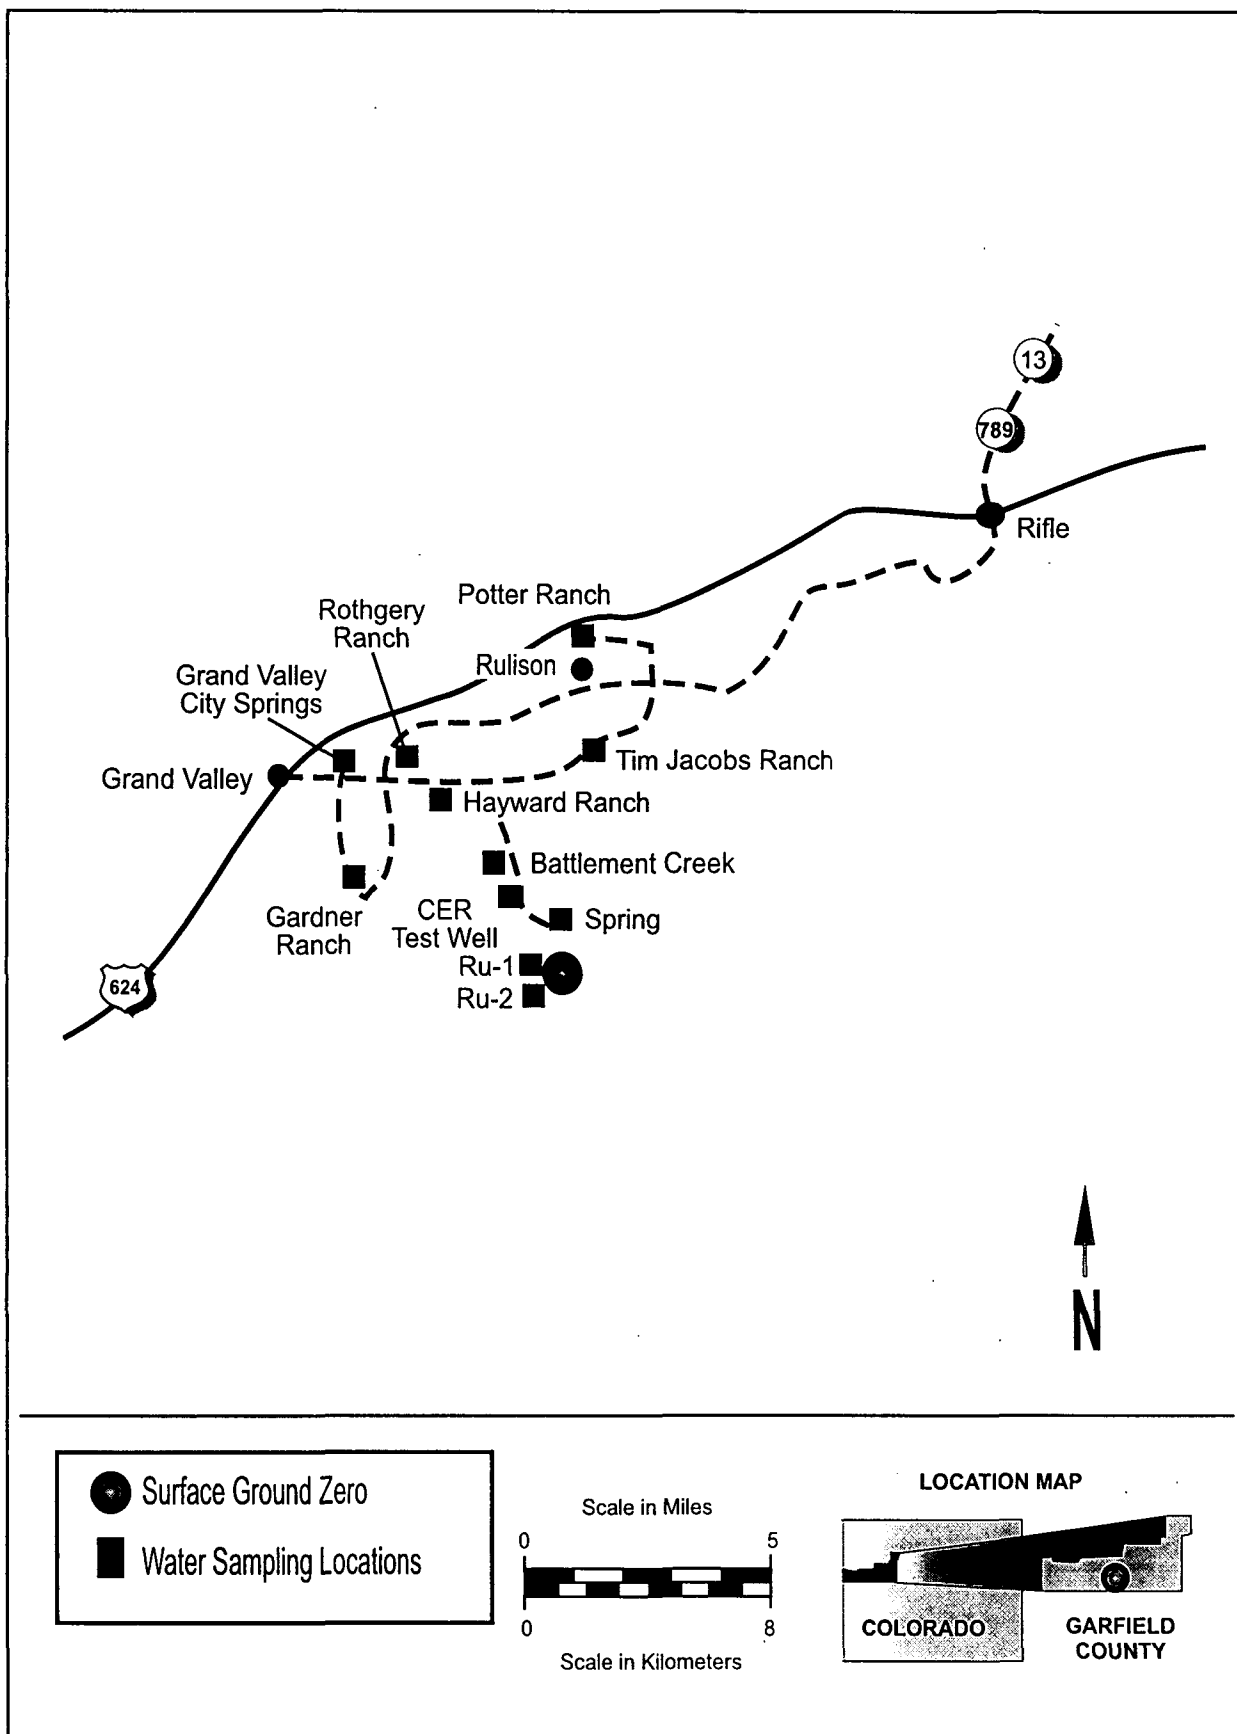 13
789
Rifle
Potter Ranch
Rothgery
Ranch
Rulison
Grand Valley
City Springs
Grand Valley
Tim Jacobs Ranch
Hayward Ranch
Battlement Creek
Gardner
Ranch
CER
Test Well
Spring
Ru-1
Ru-2
624
N
Surface Ground Zero
Water Sampling Locations
Scale in Miles
0 5
0 8
Scale in Kilometers
LOCATION MAP
COLORADO
GARFIELD
COUNTY